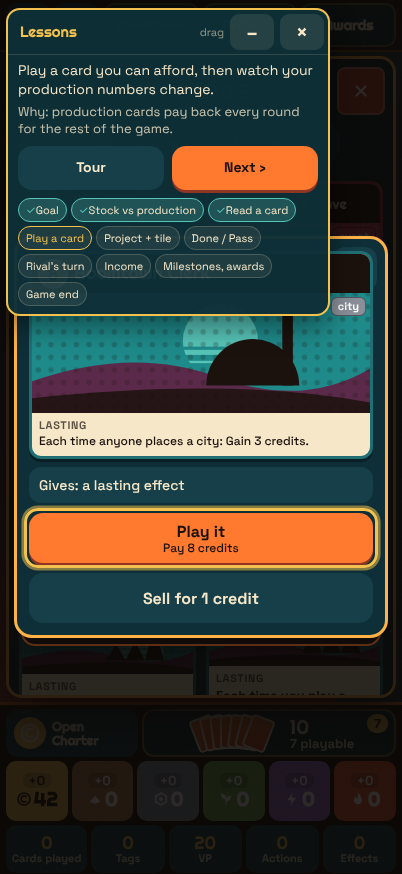 Lessons
drag
–
×
wards
Play a card you can afford, then watch your
production numbers change.
Why: production cards pay back every round
for the rest of the game.
Tour
Next >
✓Goal
✓Stock vs production
✓Read a card
Play a card
Project + tile
Done / Pass
Rival's turn
Income
Milestones, awards
Game end
city
LASTING
Each time anyone places a city: Gain 3 credits.
Gives: a lasting effect
Play it
Pay 8 credits
Sell for 1 credit
LASTING
LASTING
Each time you play a
Open
Charter
10
7 playable
7
+0
+0
+0
+0
+0
+0
© 42
0
0
0
0
0
0
0
20
0
0
Cards played
Tags
VP
Actions
Effects